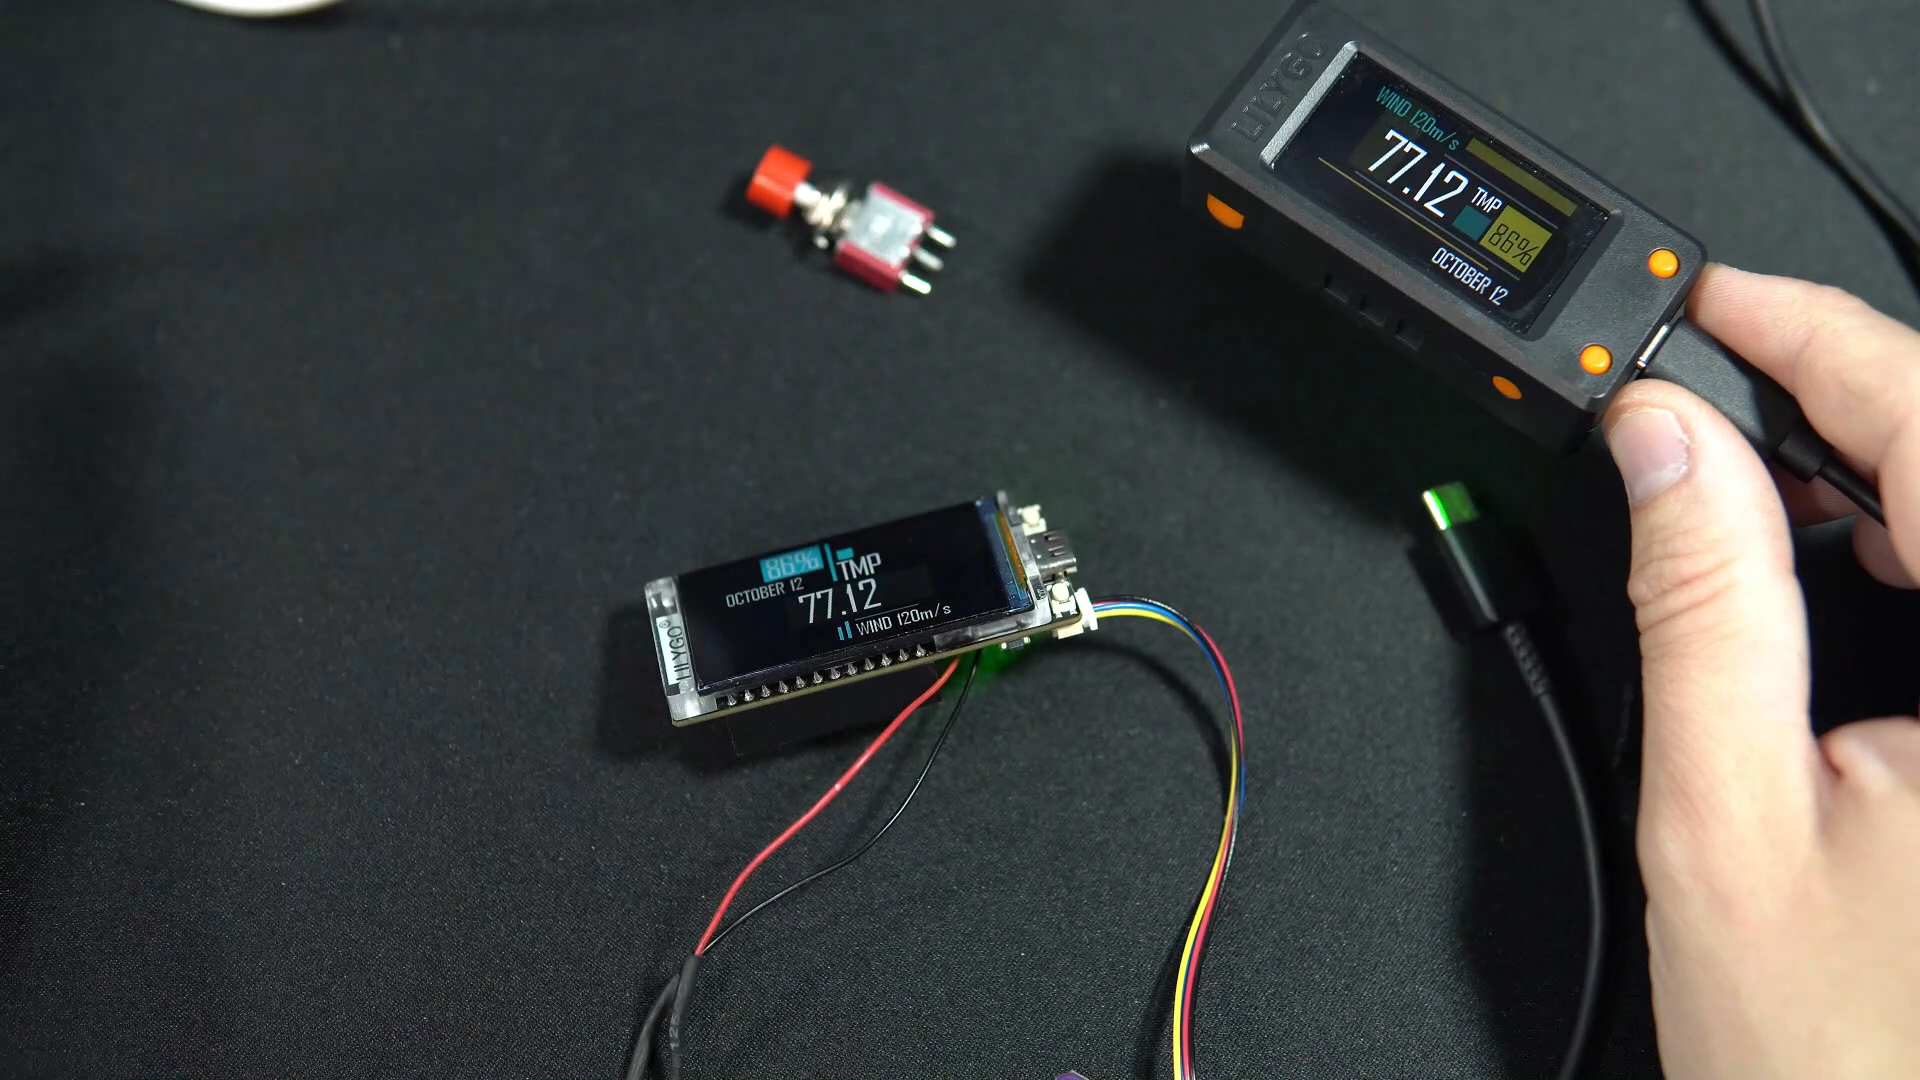 LILYGO
WIND 120m/s
77.12
TMP
86%
OCTOBER 12
86%
TMP
OCTOBER 12
77.12
WIND 120m/s
LILYGO®